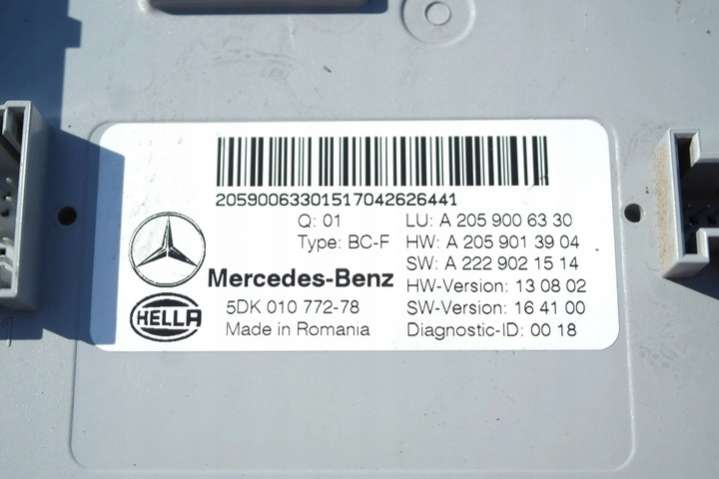 20590063301517042626441
Q: 01
Type: BC-F
LU: A 205 900 63 30
HW: A 205 901 39 04
SW: A 222 902 15 14
Mercedes-Benz
HW-Version: 13 08 02
HELLA
5DK 010 772-78
SW-Version: 16 41 00
Made in Romania
Diagnostic-ID: 00 18